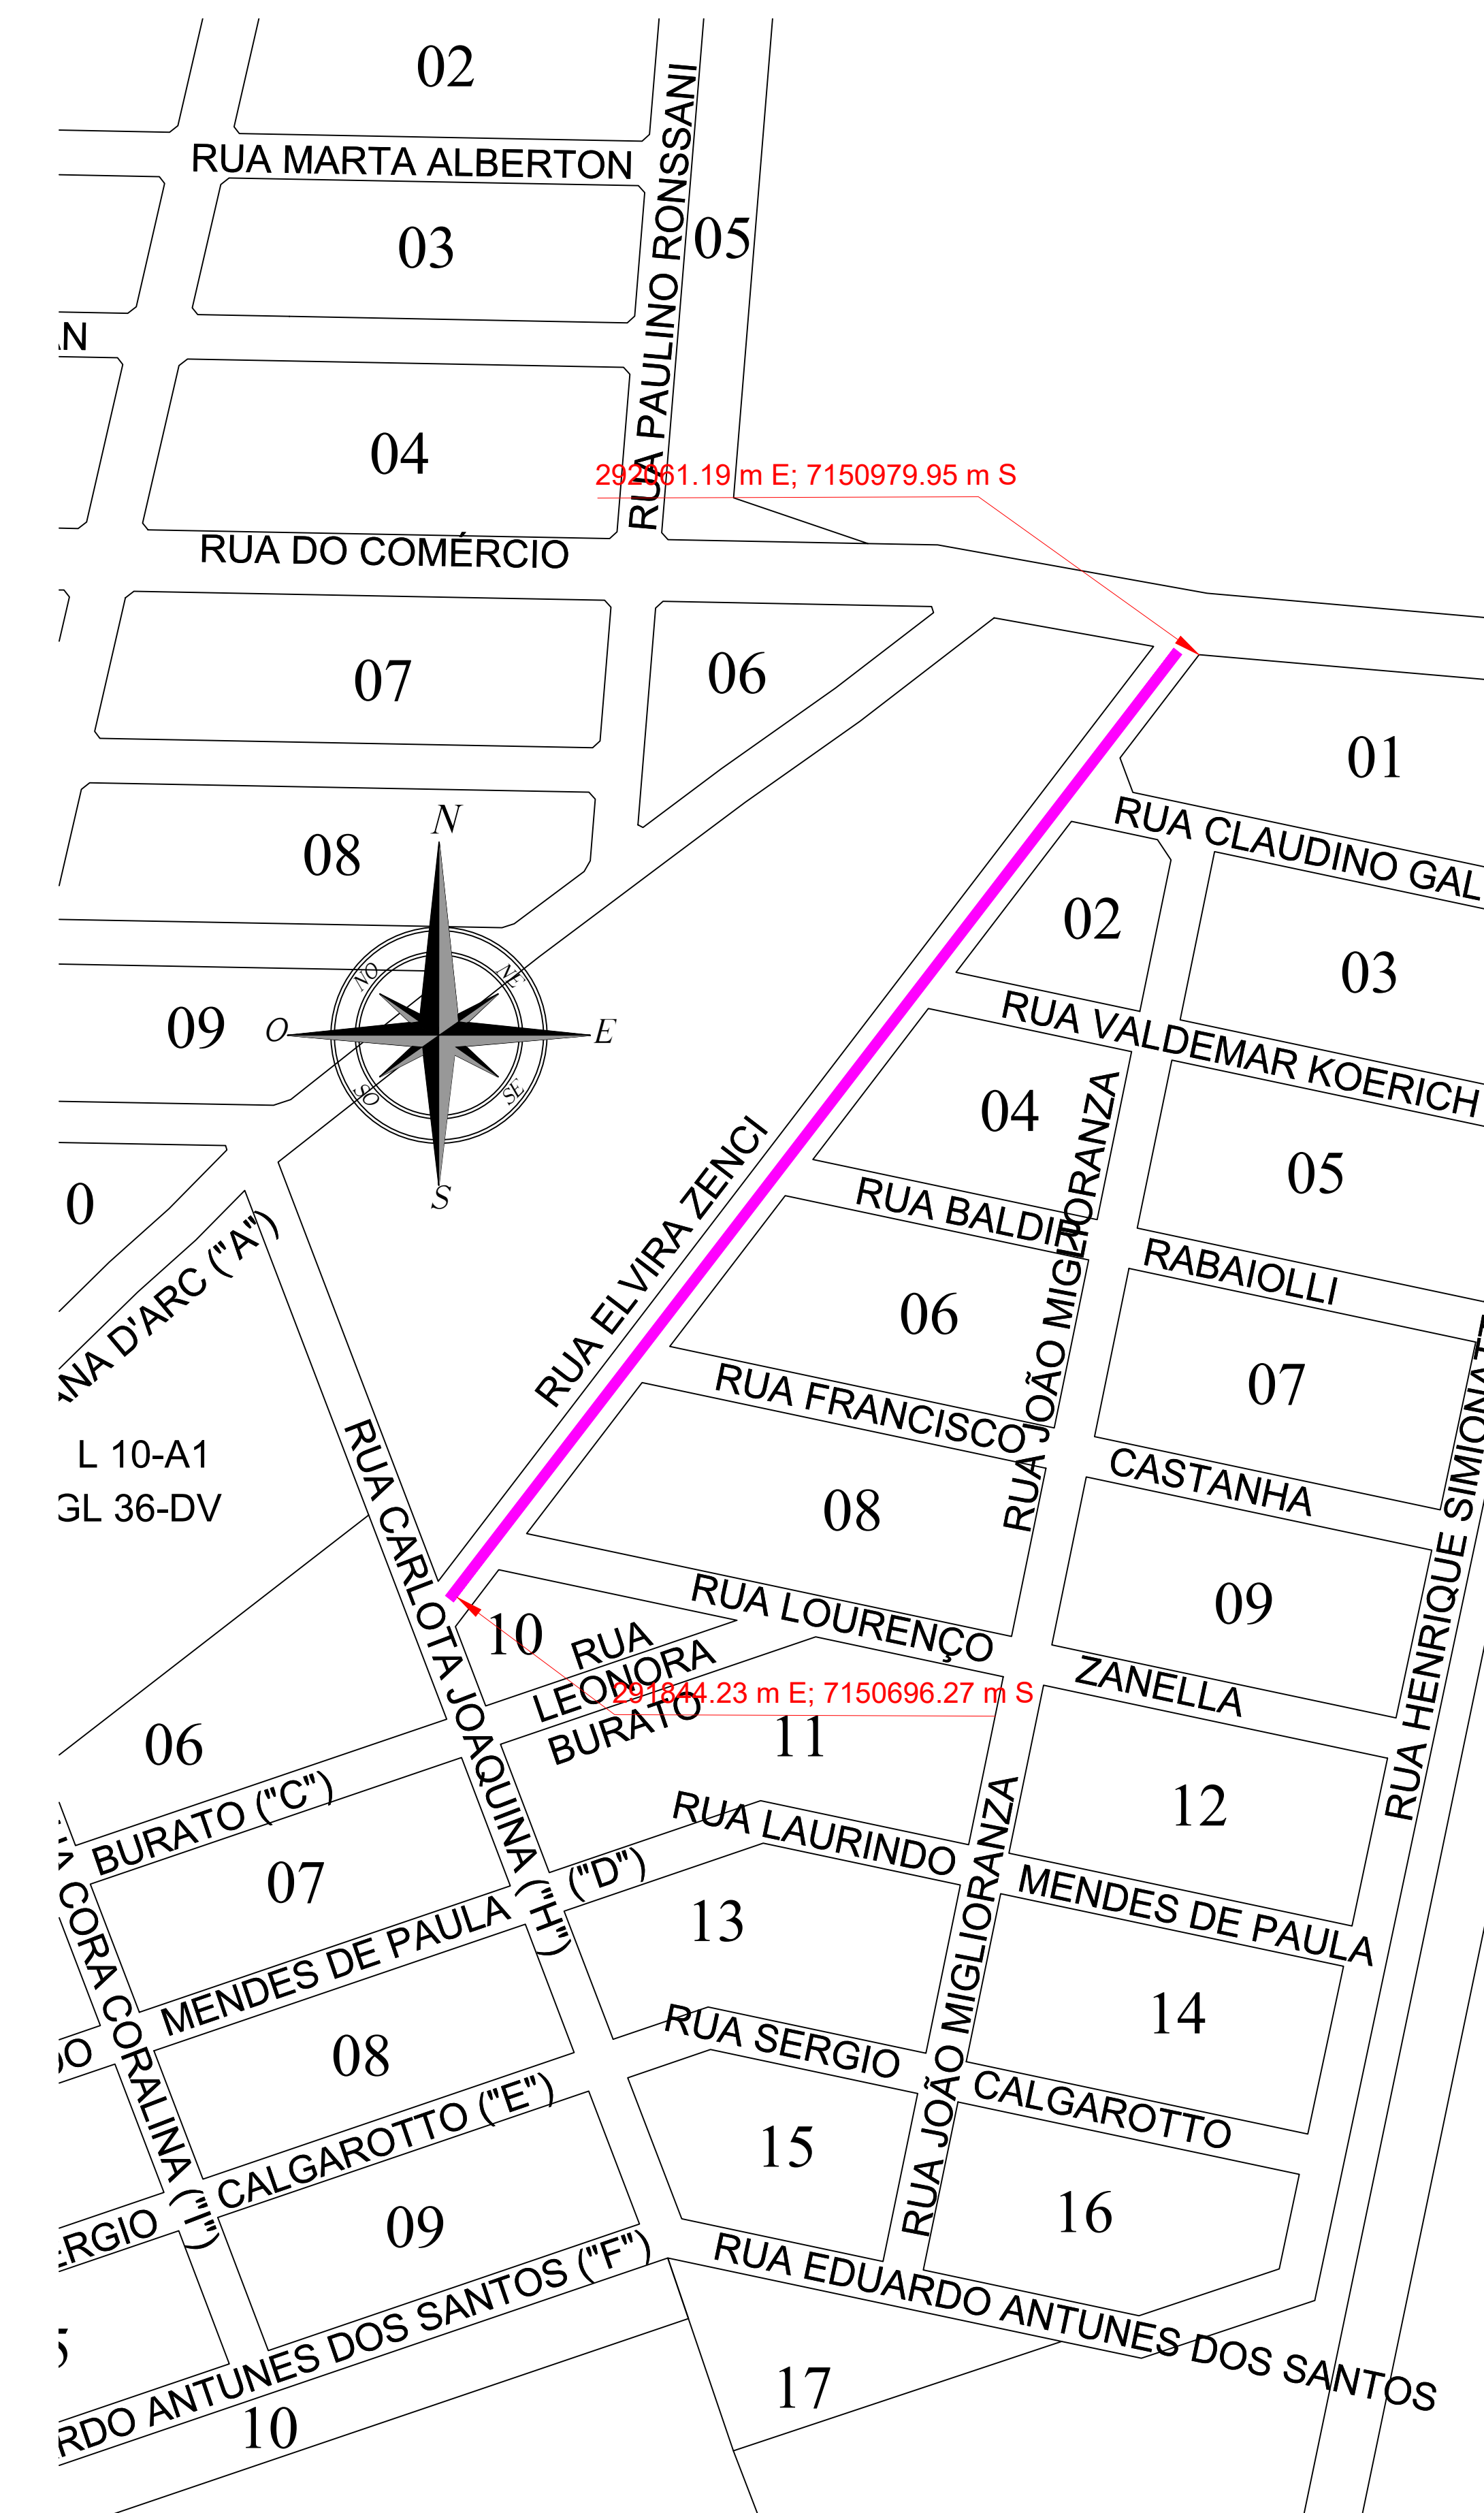 02
RUA MARTA ALBERTON
RUA PAULINO RONSSANI
03
05
04
292061.19 m E; 7150979.95 m S
RUA DO COMÉRCIO
07
06
01
RUA CLAUDINO GAL
08
N
02
03
NO
NE
09
O
E
RUA VALDEMAR KOERICH
SO
SE
04
RUA JOÃO MIGLIORANZA
05
S
0
RUA ELVIRA ZENCI
RUA BALDIR
RABAIOLLI
ANA D'ARC ("A")
06
07
RUA FRANCISCO
L 10-A1
GL 36-DV
CASTANHA
RUA CARLOTA JOAQUINA ("H")
08
RUA HENRIQUE SIMIONATT
09
RUA LOURENÇO
10
RUA
LEONORA
BURATO
ZANELLA
291844.23 m E; 7150696.27 m S
06
11
BURATO ("C")
12
RUA LAURINDO
RUA JOÃO MIGLIORANZA
07
("D")
MENDES DE PAULA
CORA CORALINA ("I")
MENDES DE PAULA
13
14
DO
08
RUA SERGIO
CALGAROTTO ("E")
CALGAROTTO
15
ERGIO
09
16
RUA EDUARDO ANTUNES DOS SANTOS
RDO ANTUNES DOS SANTOS ("F")
17
10